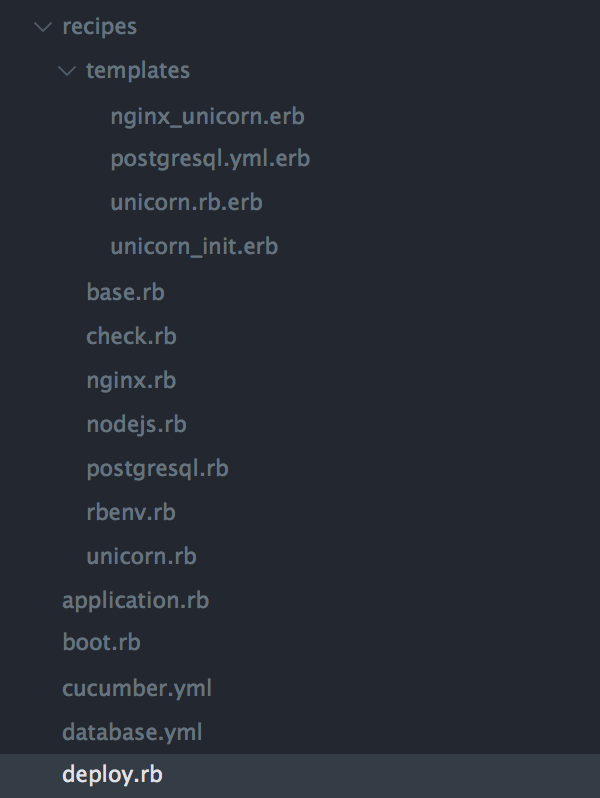 recipes
templates
nginx_unicorn.erb
postgresql.yml.erb
unicorn.rb.erb
unicorn_init.erb
base.rb
check.rb
nginx.rb
nodejs.rb
postgresql.rb
rbenv.rb
unicorn.rb
application.rb
boot.rb
cucumber.yml
database.yml
deploy.rb